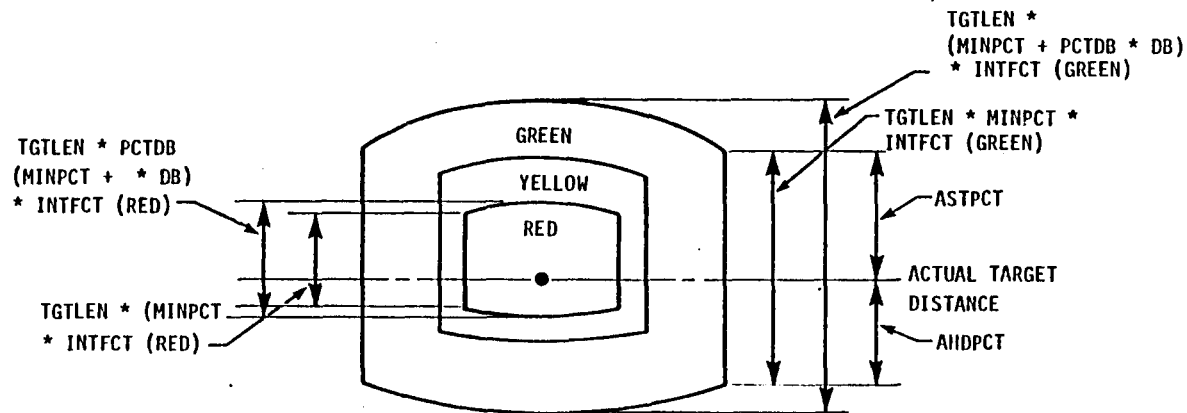 TGTLEN *
(MINPCT + PCTDB * DB)
* INTFCT (GREEN)
TGTLEN * MINPCT *
INTFCT (GREEN)
GREEN
TGTLEN * PCTDB
(MINPCT + * DB)
* INTFCT (RED)
YELLOW
ASTPCT
RED
ACTUAL TARGET
DISTANCE
TGTLEN * (MINPCT
* INTFCT (RED)
AHDPCT